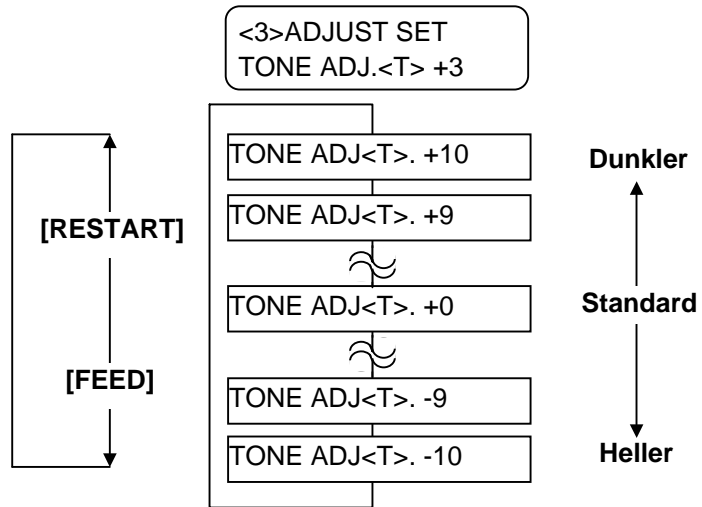 <3>ADJUST SET
TONE ADJ.<T> +3
TONE ADJ<T>. +10
Dunkler
TONE ADJ<T>. +9
[RESTART]
TONE ADJ<T>. +0
Standard
[FEED]
TONE ADJ<T>. -9
TONE ADJ<T>. -10
Heller